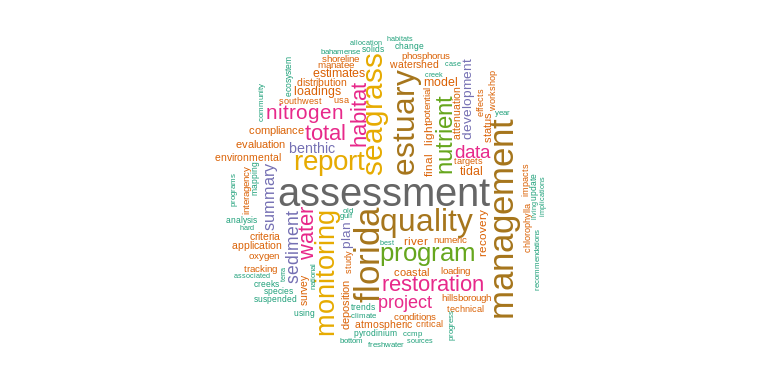 habitats
allocation
solids
change
bahamense
shoreline
phosphorus
manatee
watershed
case
estimates
creek
model
ecosystem
distribution
loadings
southwest
usa
seagrass
estuary
potential
attenuation
development
effects
workshop
community
nitrogen
habitat
nutrient
light
status
year
compliance
total
evaluation
benthic
data
environmental
report
final
targets
tidal
programs
interagency
mapping
summary
assessment
management
impacts
update
living
implications
analysis
hard
sediment
water
monitoring
old
gulf
florida
quality
recovery
chlorophylla
recommendations
criteria
application
plan
best
river
numeric
oxygen
study
program
tracking
associated
terra
national
coastal
loading
creeks
species
suspended
survey
restoration
using
deposition
trends
project
hillsborough
technical
climate
conditions
atmospheric
critical
progress
pyrodinium
ccmp
bottom
freshwater
sources